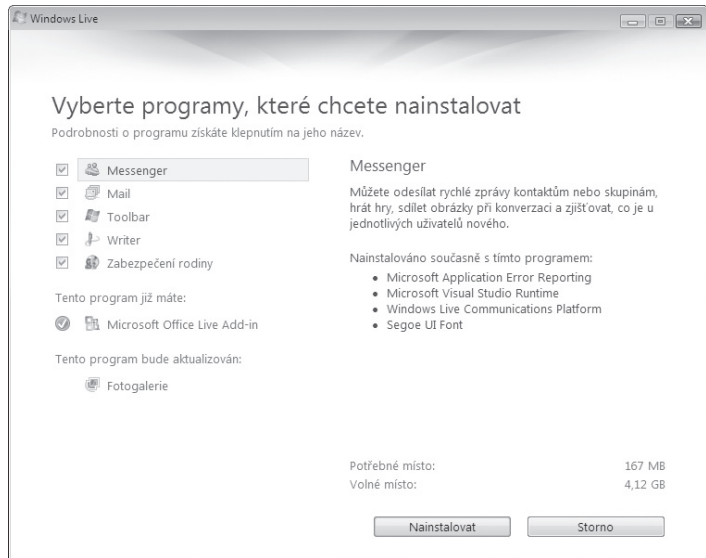 Windows Live
Vyberte programy, které chcete nainstalovat
Podrobnosti o programu získáte klepnutím na jeho název.
Messenger
Mail
Toolbar
Writer
Zabezpečení rodiny
Tento program již máte:
Microsoft Office Live Add-in
Tento program bude aktualizován:
Fotogalerie
Messenger
Můžete odesílat rychlé zprávy kontaktům nebo skupinám,
hrát hry, sdílet obrázky při konverzaci a zjišťovat, co je u
jednotlivých uživatelů nového.
Nainstalováno současně s tímto programem:
• Microsoft Application Error Reporting
• Microsoft Visual Studio Runtime
• Windows Live Communications Platform
• Segoe UI Font
Potřebné místo: 167 MB
Volné místo: 4,12 GB
Nainstalovat
Storno